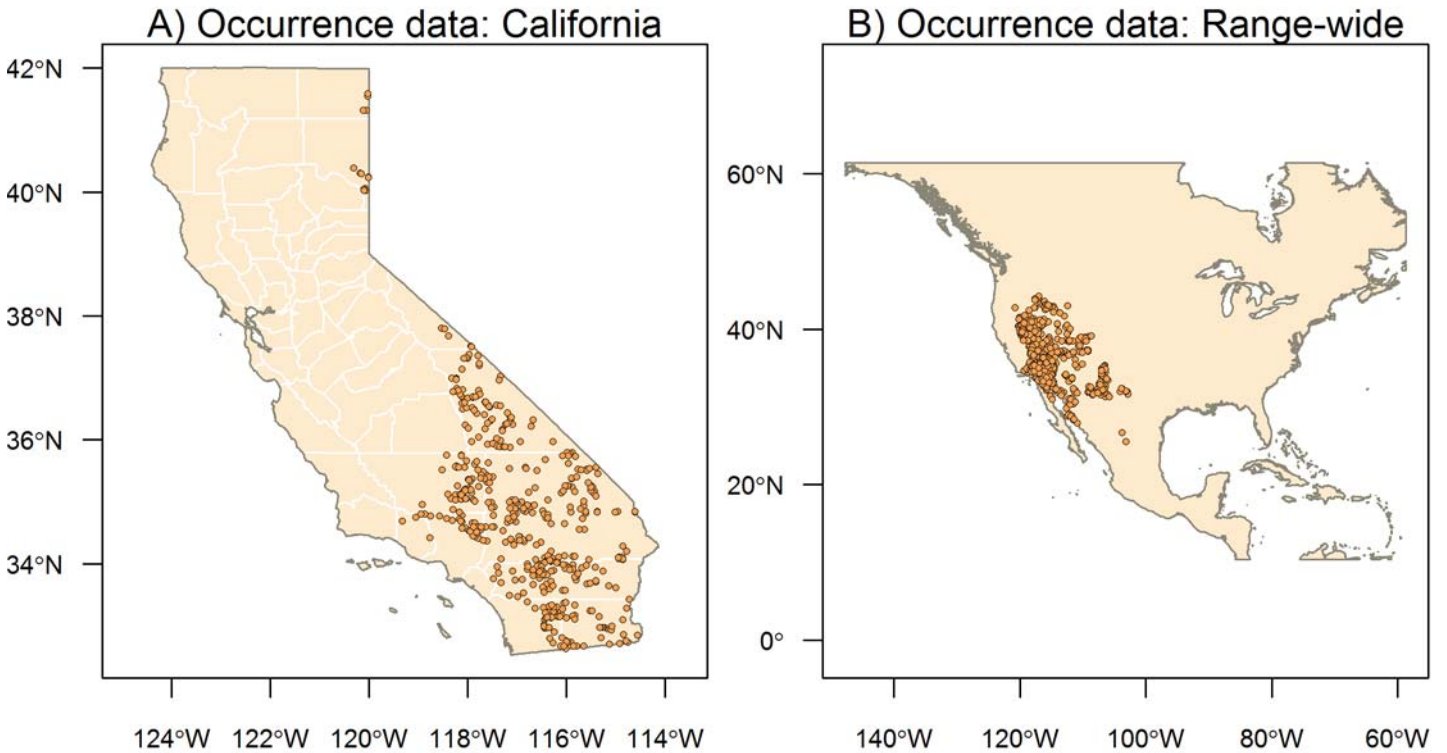 A) Occurrence data: California
42°N
40°N
38°N
36°N
34°N
124°W 122°W 120°W 118°W 116°W 114°W
B) Occurrence data: Range-wide
60°N
40°N
20°N
0°
140°W 120°W 100°W 80°W 60°W